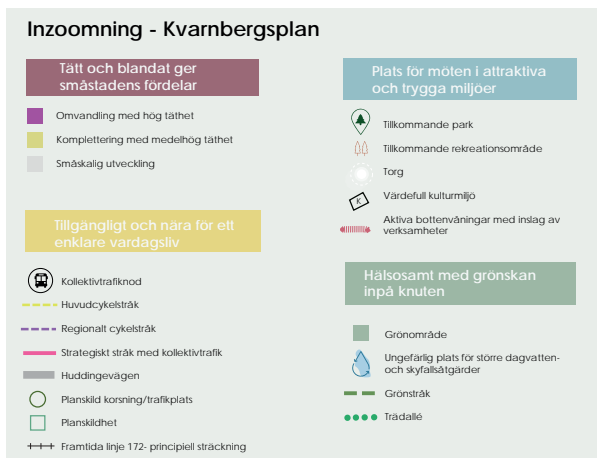 Inzoomning - Kvarnbergsplan
Tätt och blandat ger
småstadens fördelar
Omvandling med hög täthet
Komplettering med medelhög täthet
Småskalig utveckling
Tillgängligt och nära för ett
enklare vardagsliv
Kollektivtrafiknod
Huvudcykelstråk
Regionalt cykelstråk
Strategiskt stråk med kollektivtrafik
Huddingevägen
Planskild korsning/trafikplats
Planskildhet
Framtida linje 172- principiell sträckning
Plats för möten i attraktiva
och trygga miljöer
Tillkommande park
Tillkommande rekreationsområde
Torg
K
Värdefull kulturmiljö
Aktiva bottenvåningar med inslag av
verksamheter
Hälsosamt med grönskan
inpå knuten
Grönområde
Ungefärlig plats för större dagvatten-
och skyfallsåtgärder
Grönstråk
Trädallé